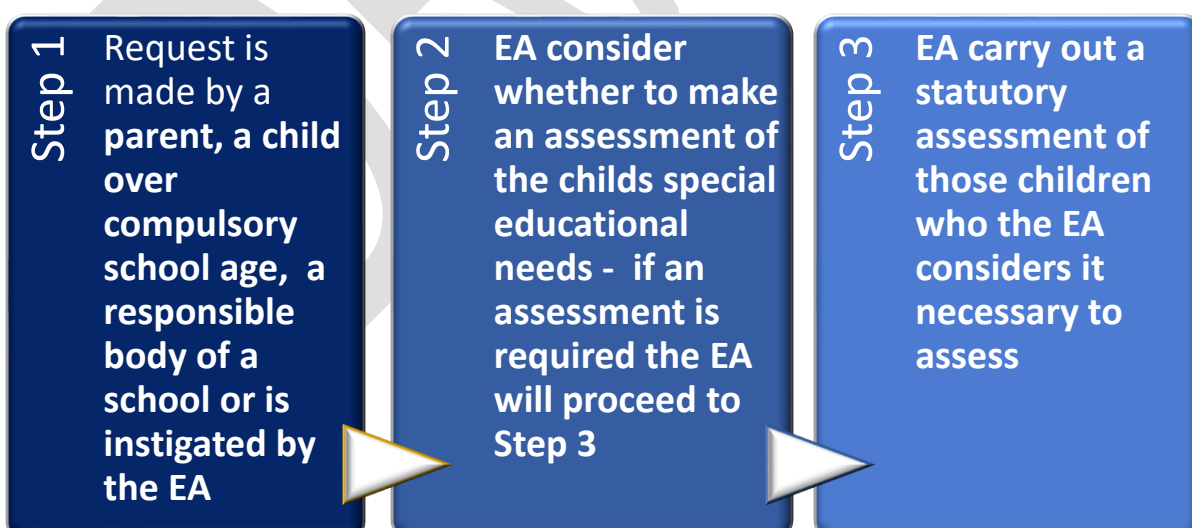 Step 1
Request is
made by a
parent, a child
over
compulsory
school age,  a
responsible
body of a
school or is
instigated by
the EA
Step 2
EA consider
whether to make
an assessment of
the childs special
educational
needs -  if an
assessment is
required the EA
will proceed to
Step 3
Step 3
EA carry out a
statutory
assessment of
those children
who the EA
considers it
necessary to
assess